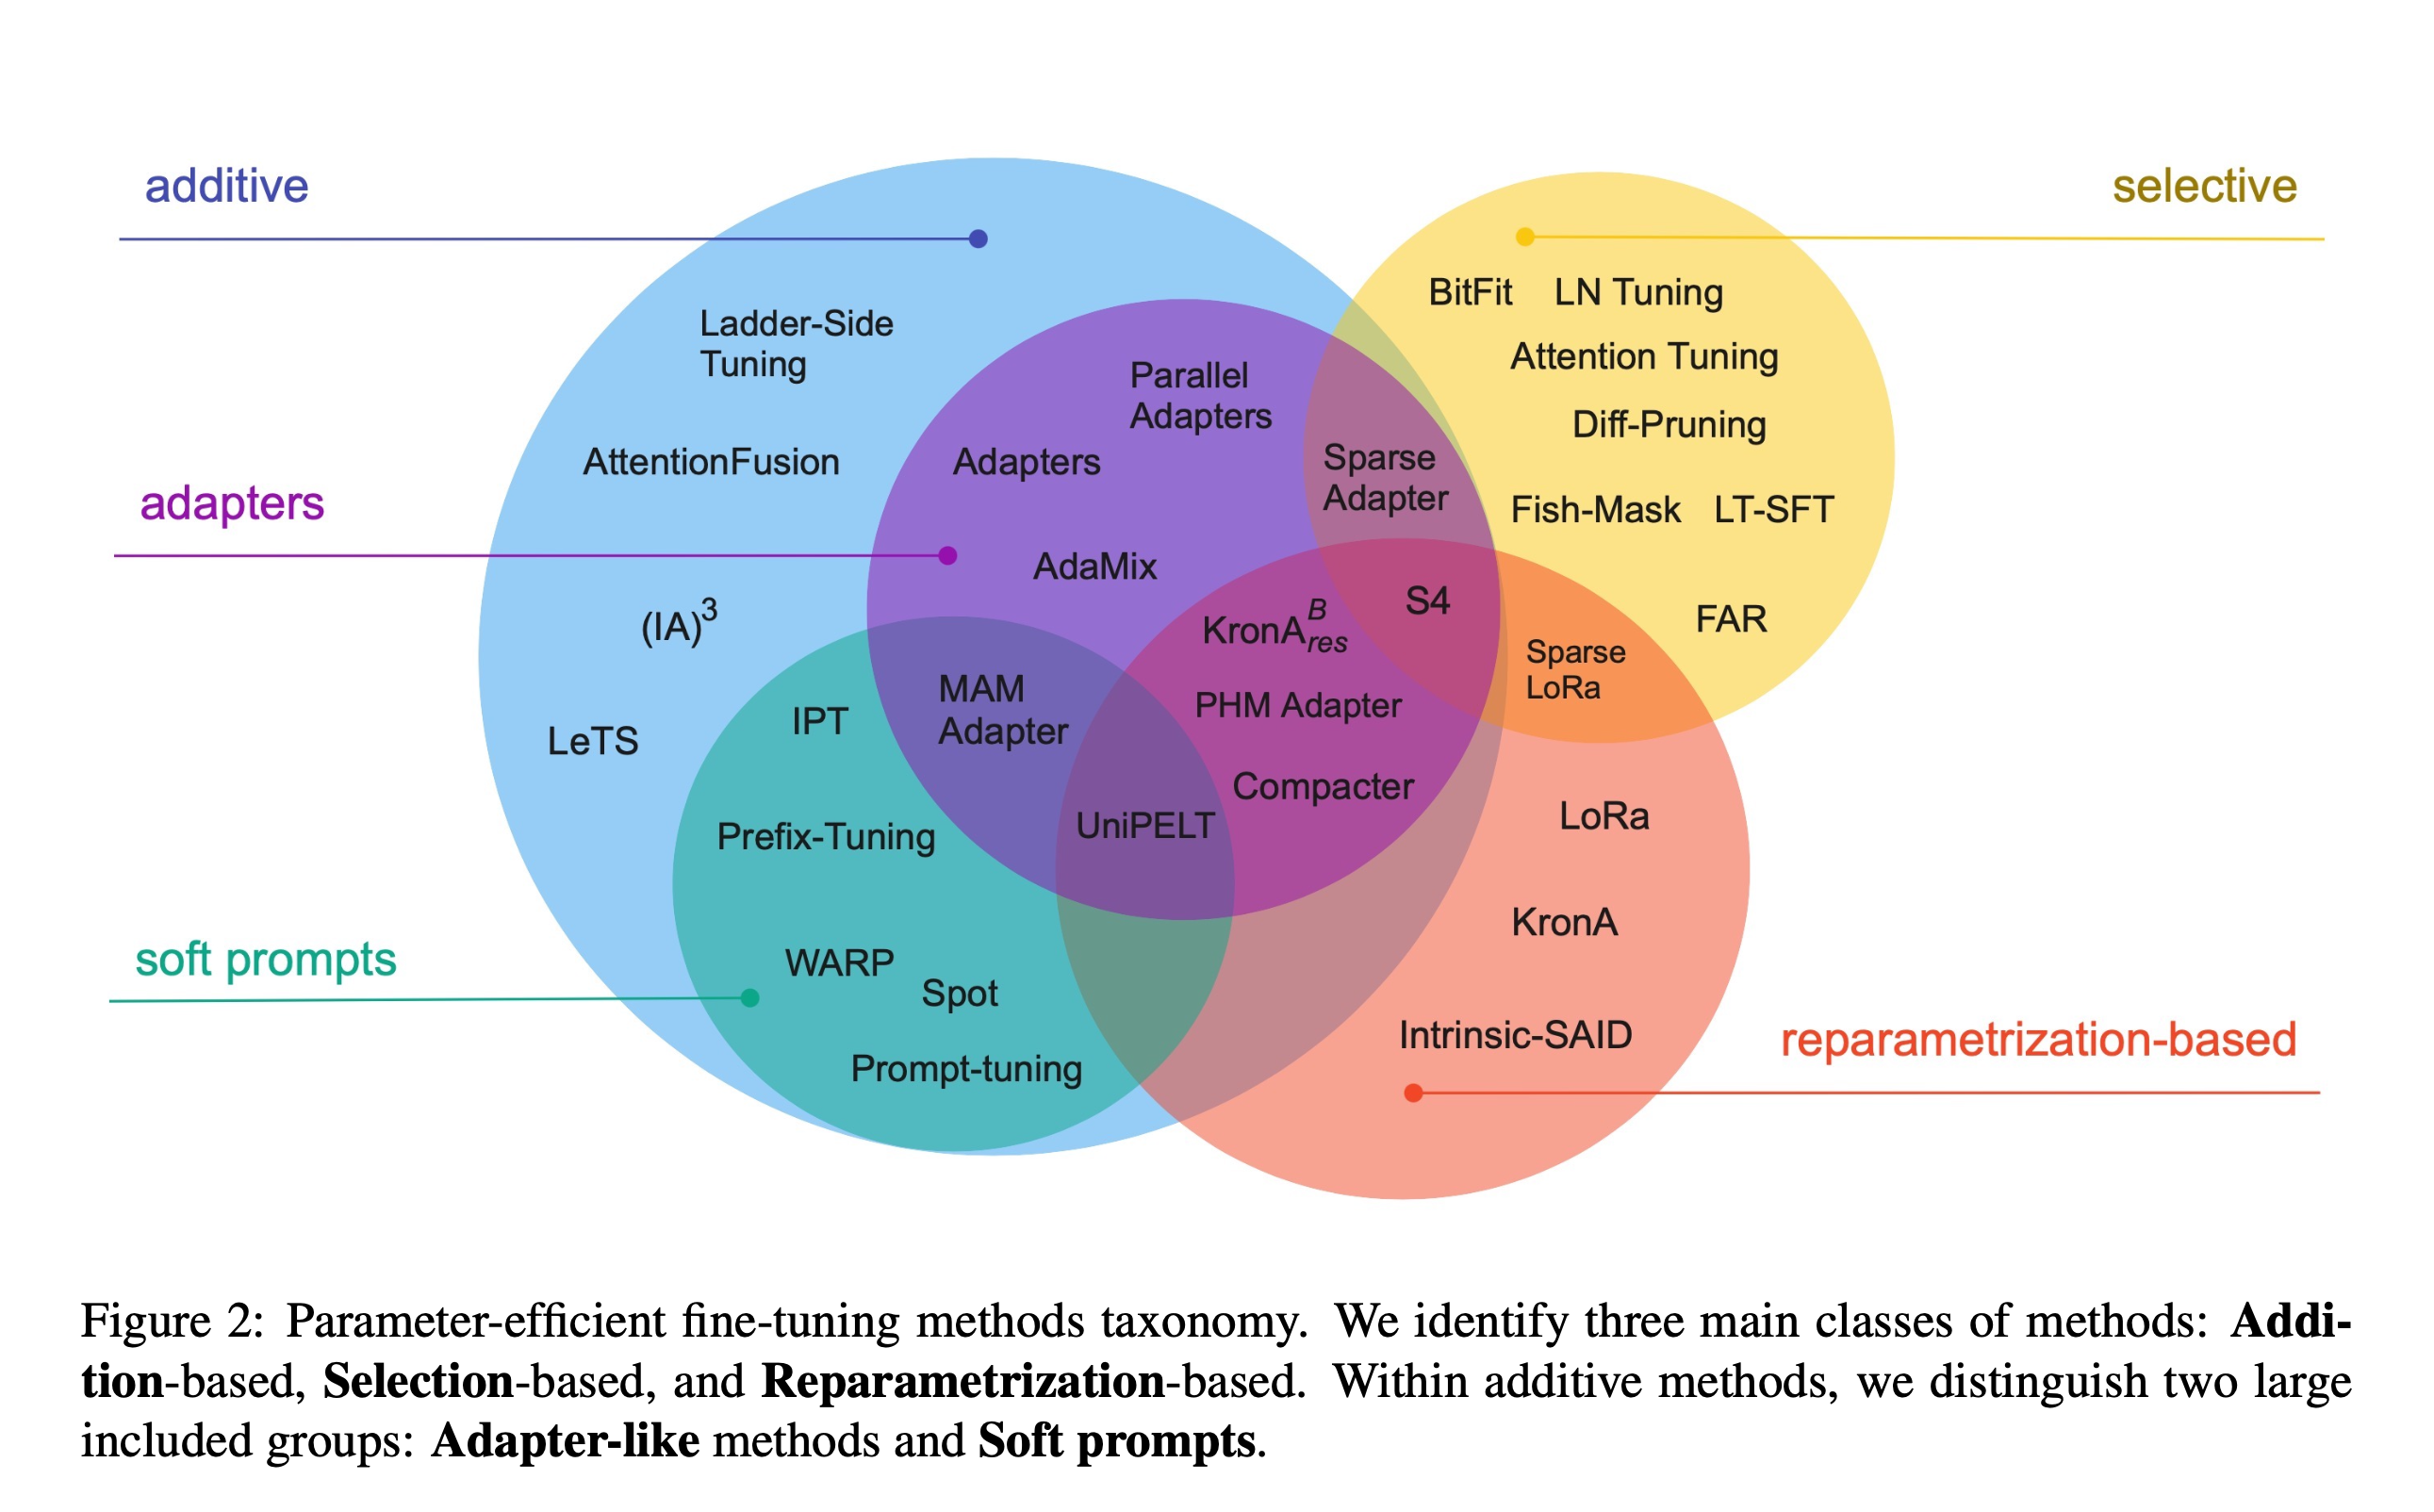 additive
selective
BitFit LN Tuning
Ladder-Side
Tuning
Attention Tuning
Parallel
Adapters
Diff-Pruning
AttentionFusion
Adapters
Sparse
Adapter
adapters
Fish-Mask LT-SFT
AdaMix
(IA)³
KronA^B_res
S4
FAR
Sparse
LoRa
MAM
Adapter
IPT
PHM Adapter
LeTS
Compacter
UniPELT
LoRa
Prefix-Tuning
KronA
soft prompts
WARP
Spot
Intrinsic-SAID
reparametrization-based
Prompt-tuning
Figure 2: Parameter-efficient fine-tuning methods taxonomy. We identify three main classes of methods: Addi-
tion-based, Selection-based, and Reparametrization-based. Within additive methods, we distinguish two large
included groups: Adapter-like methods and Soft prompts.